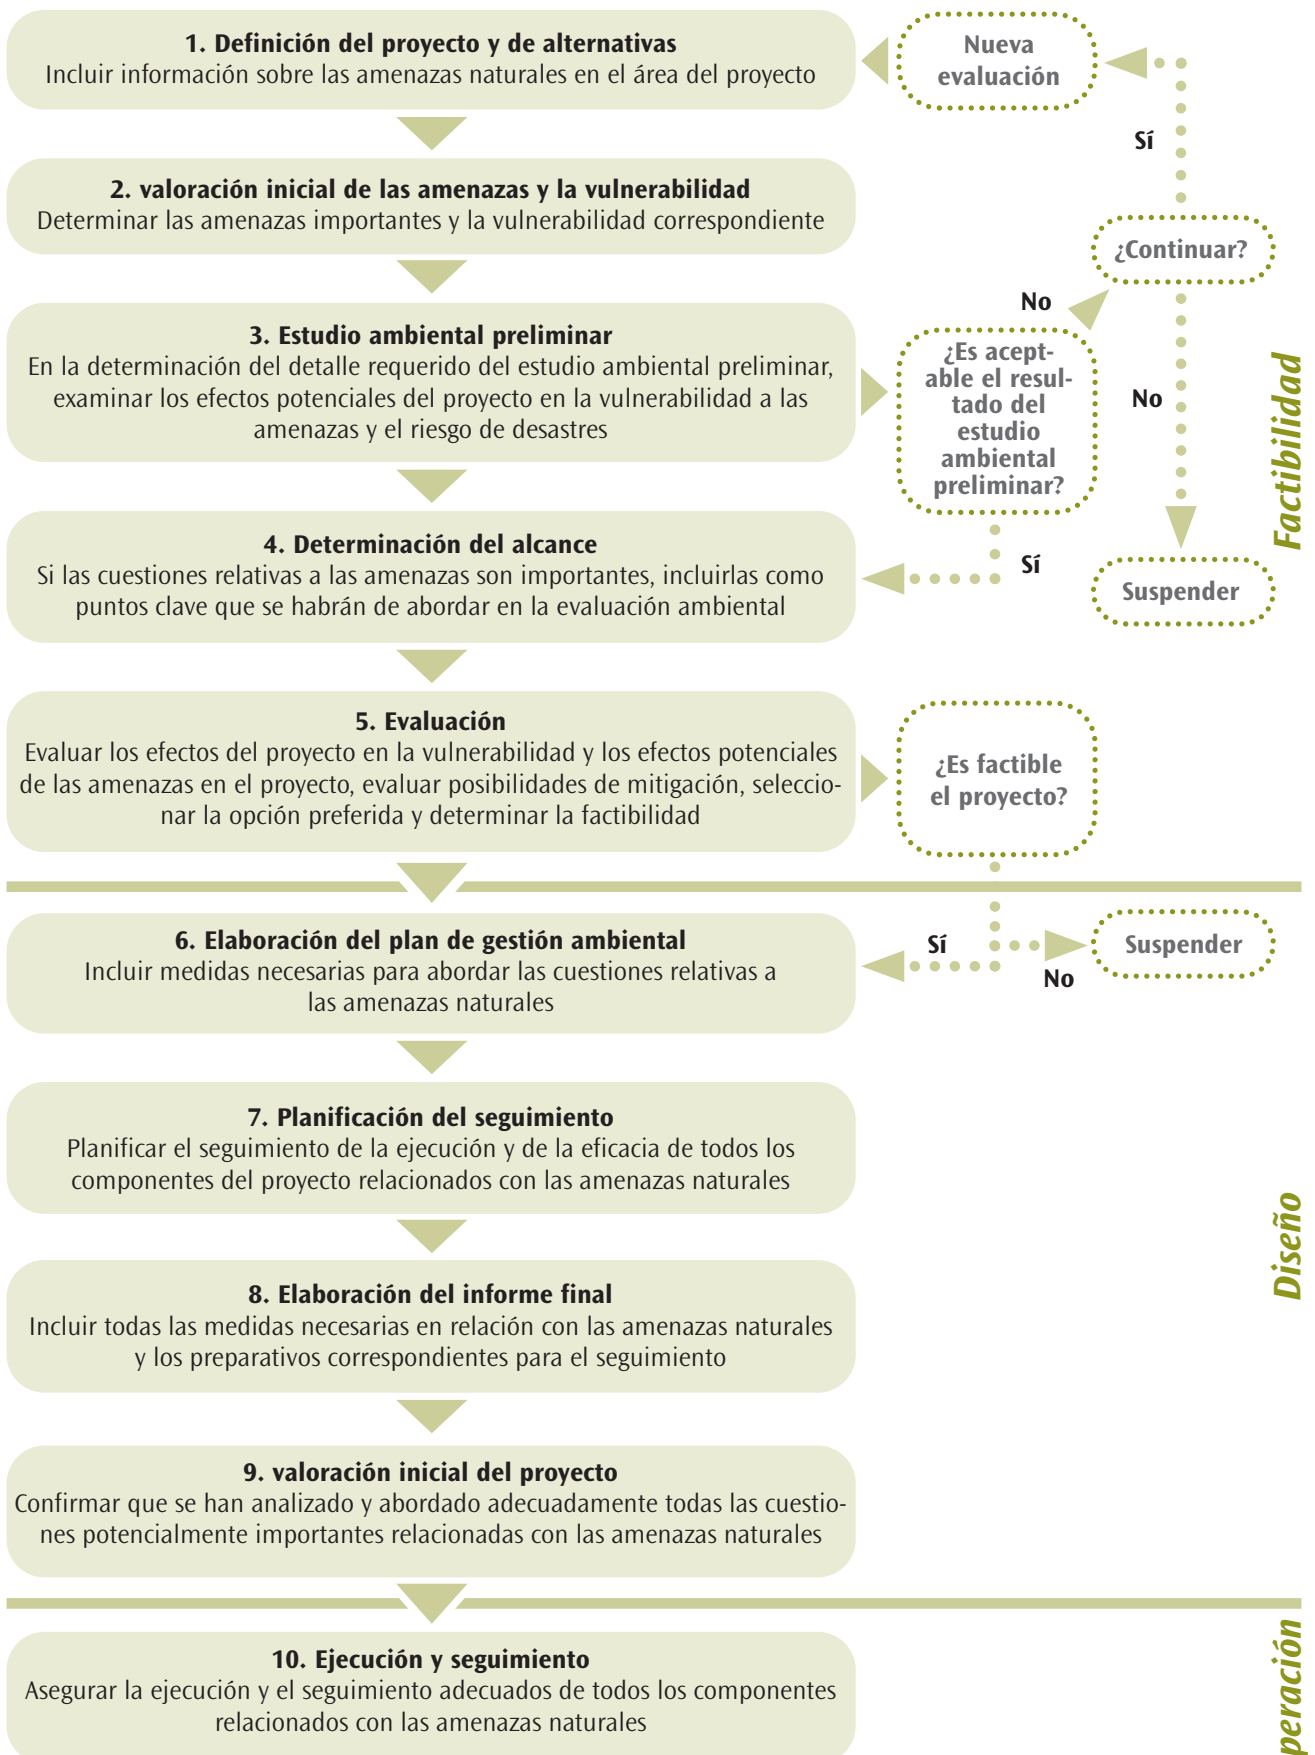 1. Definición del proyecto y de alternativas
Incluir información sobre las amenazas naturales en el área del proyecto
Nueva
evaluación
Sí
2. valoración inicial de las amenazas y la vulnerabilidad
Determinar las amenazas importantes y la vulnerabilidad correspondiente
¿Continuar?
No
3. Estudio ambiental preliminar
En la determinación del detalle requerido del estudio ambiental preliminar,
examinar los efectos potenciales del proyecto en la vulnerabilidad a las
amenazas y el riesgo de desastres
¿Es acept-
able el resul-
tado del
estudio
ambiental
preliminar?
No
Factibilidad
4. Determinación del alcance
Si las cuestiones relativas a las amenazas son importantes, incluirlas como
puntos clave que se habrán de abordar en la evaluación ambiental
Sí
Suspender
5. Evaluación
Evaluar los efectos del proyecto en la vulnerabilidad y los efectos potenciales
de las amenazas en el proyecto, evaluar posibilidades de mitigación, seleccio-
nar la opción preferida y determinar la factibilidad
¿Es factible
el proyecto?
6. Elaboración del plan de gestión ambiental
Incluir medidas necesarias para abordar las cuestiones relativas a
las amenazas naturales
Sí
No
Suspender
7. Planificación del seguimiento
Planificar el seguimiento de la ejecución y de la eficacia de todos los
componentes del proyecto relacionados con las amenazas naturales
Diseño
8. Elaboración del informe final
Incluir todas las medidas necesarias en relación con las amenazas naturales
y los preparativos correspondientes para el seguimiento
9. valoración inicial del proyecto
Confirmar que se han analizado y abordado adecuadamente todas las cuestio-
nes potencialmente importantes relacionadas con las amenazas naturales
10. Ejecución y seguimiento
Asegurar la ejecución y el seguimiento adecuados de todos los componentes
relacionados con las amenazas naturales
peración